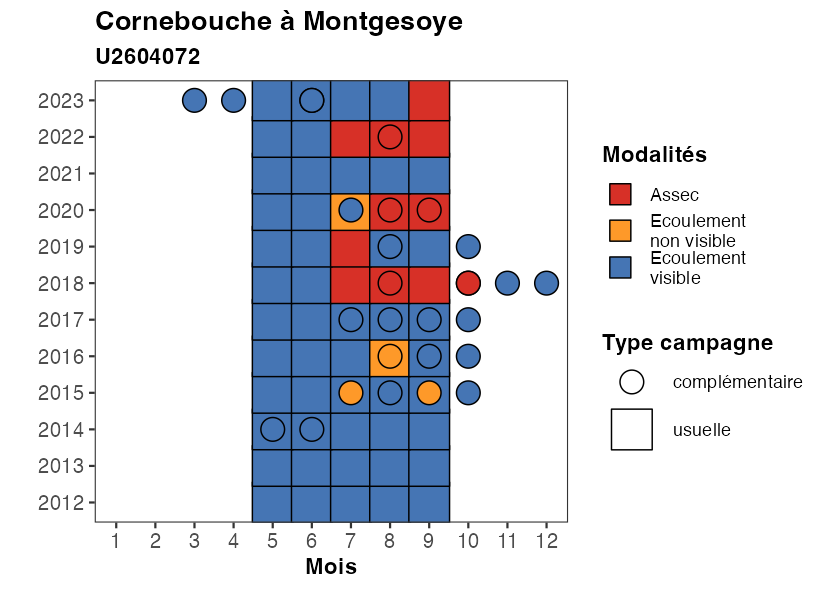 Cornebouche à Montgesoye
U2604072
2023
2022
2021
2020
2019
2018
2017
2016
2015
2014
2013
2012
1 2 3 4 5 6 7 8 9 10 11 12
Mois
Modalités
Assec
Ecoulement
non visible
Ecoulement
visible
Type campagne
complémentaire
usuelle